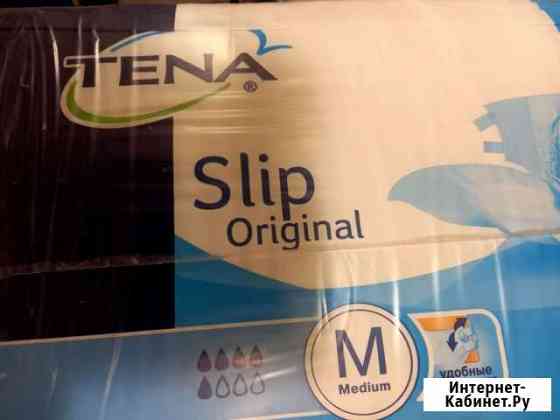 TENA®
Slip
Original
M
Medium
удобные
Интернет-
Кабинет.Ру